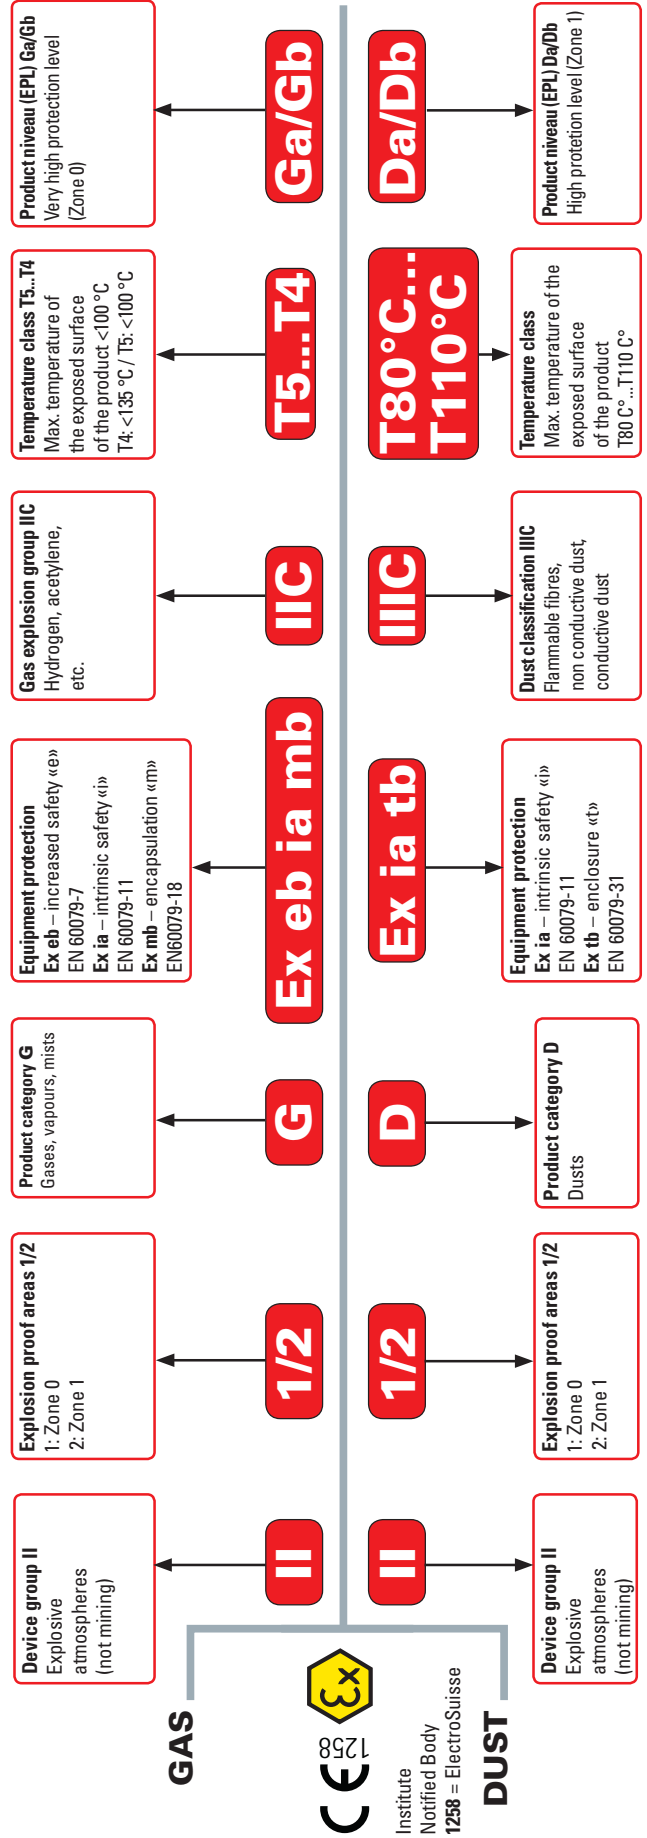 GAS
Device group II
Explosive
atmospheres
(not mining)
Explosion proof areas 1/2
1: Zone 0
2: Zone 1
Product category G
Gases, vapours, mists
Equipment protection
Ex eb – increased safety «e»
EN 60079-7
Ex ia – intrinsic safety «i»
EN 60079-11
Ex mb – encapsulation «m»
EN60079-18
Gas explosion group IIC
Hydrogen, acetylene,
etc.
Temperature class T5...T4
Max. temperature of
the exposed surface
of the product <100 °C
T4: <135 °C / T5: <100 °C
Product niveau (EPL) Ga/Gb
Very high protection level
(Zone 0)
II
1/2
G
Ex eb ia mb
IIC
T5...T4
Ga/Gb
CE 1258
εx
Institute
Notified Body
1258 = ElectroSuisse
II
1/2
D
Ex ia tb
IIIC
T80°C...
T110°C
Da/Db
DUST
Device group II
Explosive
atmospheres
(not mining)
Explosion proof areas 1/2
1: Zone 0
2: Zone 1
Product category D
Dusts
Equipment protection
Ex ia – intrinsic safety «i»
EN 60079-11
Ex tb – enclosure «t»
EN 60079-31
Dust classification IIIC
Flammable fibres,
non conductive dust,
conductive dust
Temperature class
Max. temperature of the
exposed surface
of the product
T80 C°...T110 C°
Product niveau (EPL) Da/Db
High protetion level (Zone 1)